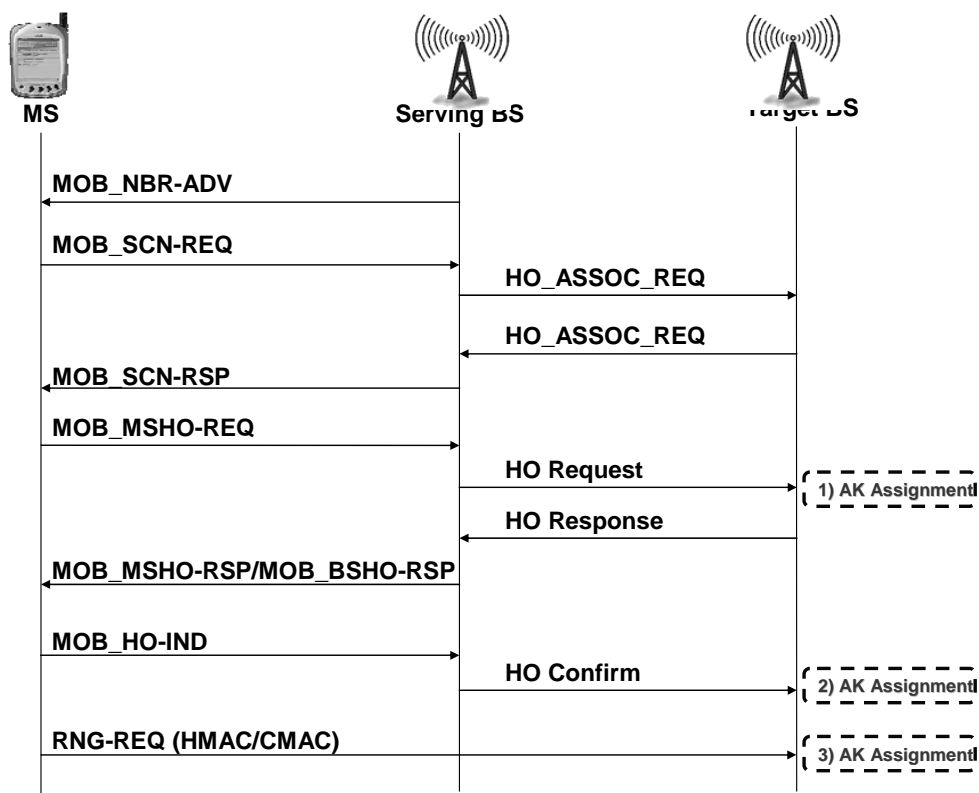 MS
Serving BS
Target BS
MOB_NBR-ADV
MOB_SCN-REQ
HO_ASSOC_REQ
HO_ASSOC_REQ
MOB_SCN-RSP
MOB_MSHO-REQ
HO Request
1) AK Assignment
HO Response
MOB_MSHO-RSP/MOB_BSHO-RSP
MOB_HO-IND
HO Confirm
2) AK Assignment
RNG-REQ (HMAC/CMAC)
3) AK Assignment